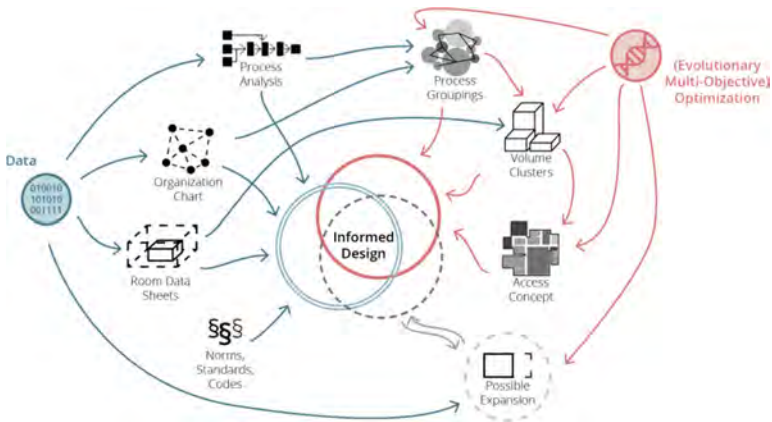 Process
Analysis
Process
Groupings
(Evolutionary
Multi-Objective)
Optimization
Data
010010
101010
001111
Organization
Chart
Volume
Clusters
Informed
Design
Room Data
Sheets
Access
Concept
§§§
Norms,
Standards,
Codes
Possible
Expansion